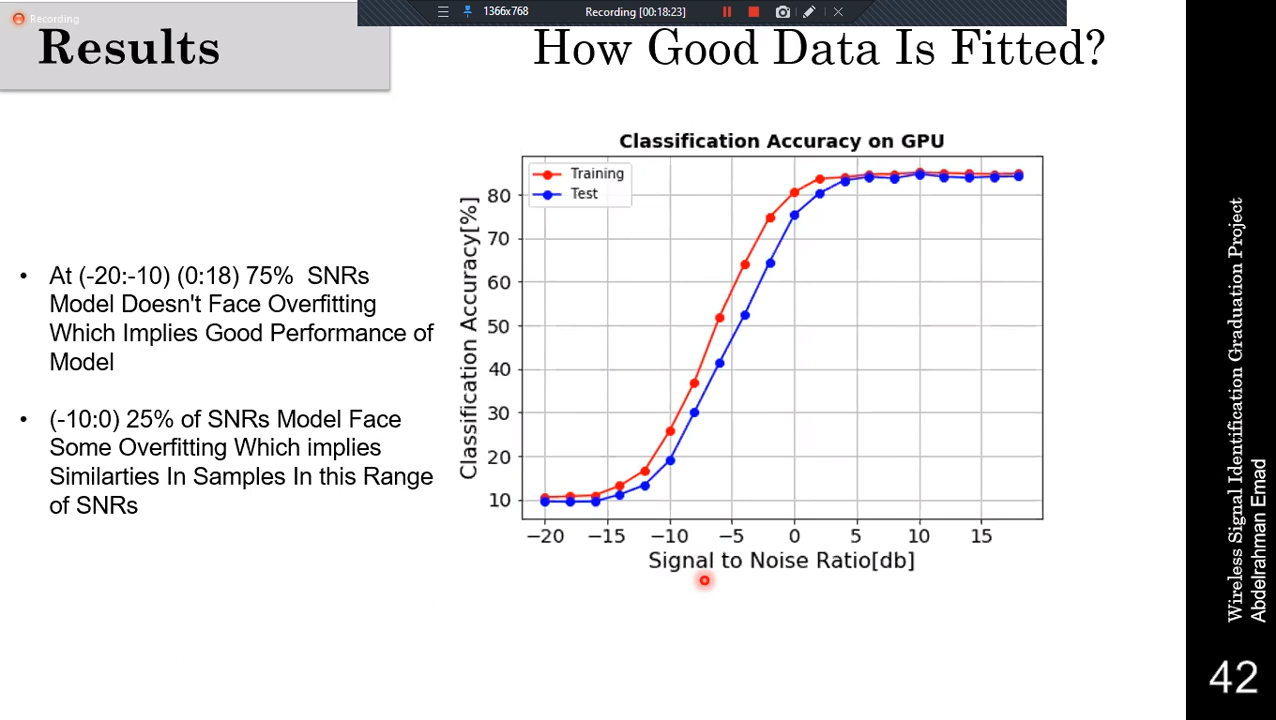 Recording
1366x768
Recording [00:18:23]
Results
How Good Data Is Fitted?
• At (-20:-10) (0:18) 75% SNRs
Model Doesn't Face Overfitting
Which Implies Good Performance of
Model
• (-10:0) 25% of SNRs Model Face
Some Overfitting Which implies
Similarties In Samples In this Range
of SNRs
Classification Accuracy on GPU
Training
Test
Classification Accuracy[%]
80
70
60
50
40
30
20
10
−20 −15 −10 −5 0 5 10 15
Signal to Noise Ratio[db]
Wireless Signal Identification Graduation Project
Abdelrahman Emad
42